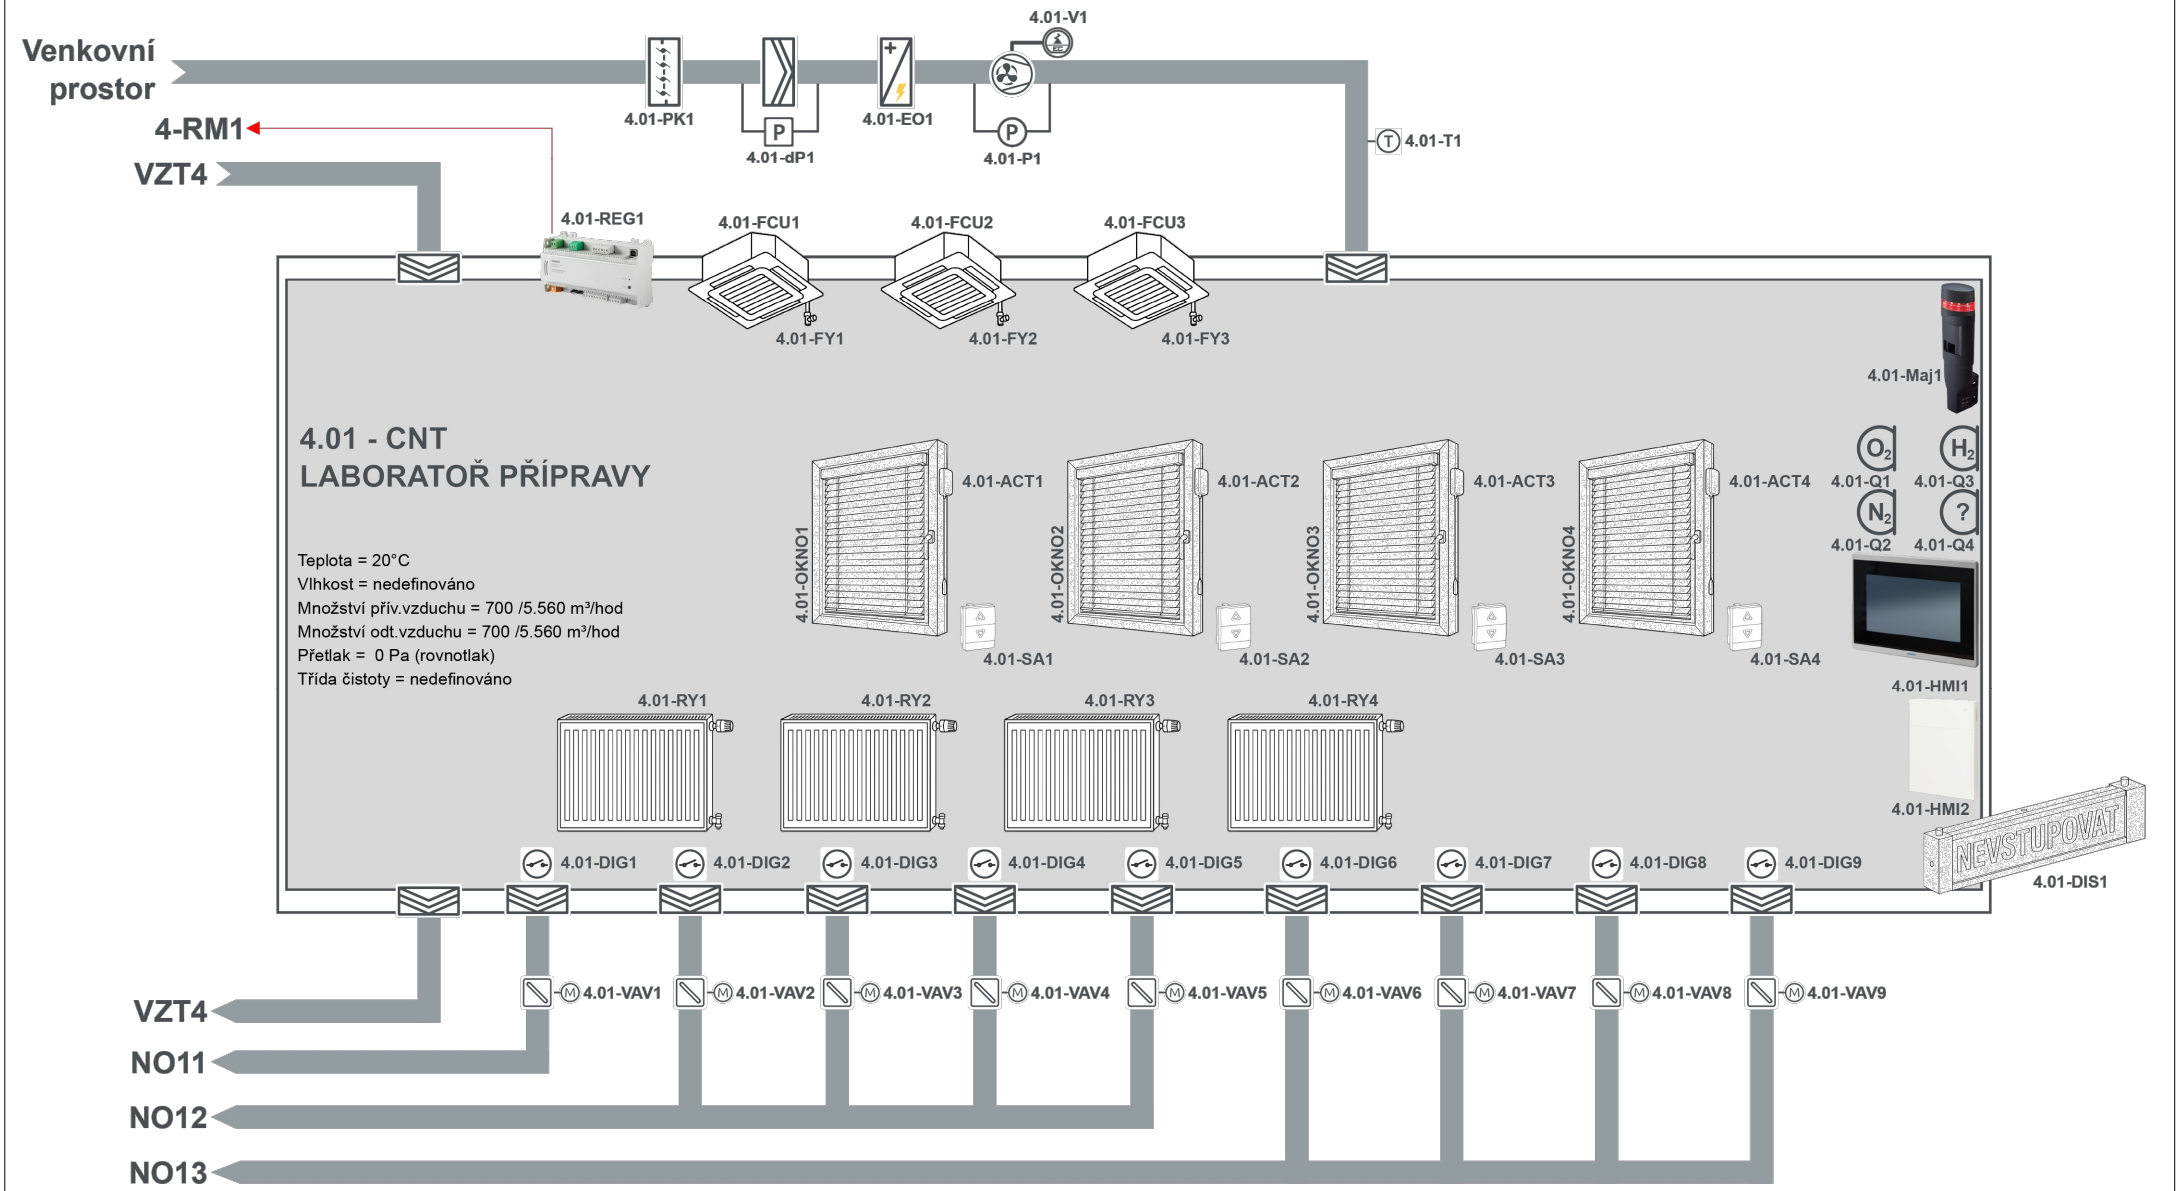 4.01-V1
EC
Venkovní
prostor
4.01-PK1
4.01-EO1
P
P
4.01-dP1
4.01-P1
4-RM1
T
4.01-T1
VZT4
4.01-REG1
4.01-FCU1
4.01-FCU2
4.01-FCU3
4.01-FY1
4.01-FY2
4.01-FY3
4.01-Maj1
4.01 - CNT
LABORATOŘ PŘÍPRAVY
O2
H2
4.01-Q1
4.01-Q3
N2
?
4.01-Q2
4.01-Q4
4.01-ACT1
4.01-ACT2
4.01-ACT3
4.01-ACT4
4.01-OKNO1
4.01-OKNO2
4.01-OKNO3
4.01-OKNO4
Teplota = 20°C
Vlhkost = nedefinováno
Množství přív.vzduchu = 700 /5.560 m³/hod
Množství odt.vzduchu = 700 /5.560 m³/hod
Přetlak = 0 Pa (rovnotlak)
Třída čistoty = nedefinováno
4.01-SA1
4.01-SA2
4.01-SA3
4.01-SA4
4.01-HMI1
4.01-RY1
4.01-RY2
4.01-RY3
4.01-RY4
4.01-HMI2
NEVSTUPOVAT
4.01-DIS1
4.01-DIG1
4.01-DIG2
4.01-DIG3
4.01-DIG4
4.01-DIG5
4.01-DIG6
4.01-DIG7
4.01-DIG8
4.01-DIG9
M 4.01-VAV1
M 4.01-VAV2
M 4.01-VAV3
M 4.01-VAV4
M 4.01-VAV5
M 4.01-VAV6
M 4.01-VAV7
M 4.01-VAV8
M 4.01-VAV9
VZT4
NO11
NO12
NO13